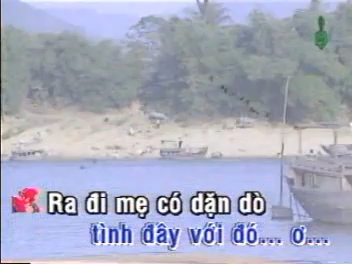 Ra đi mẹ có dặn dò
tình đây với đó... ơ...